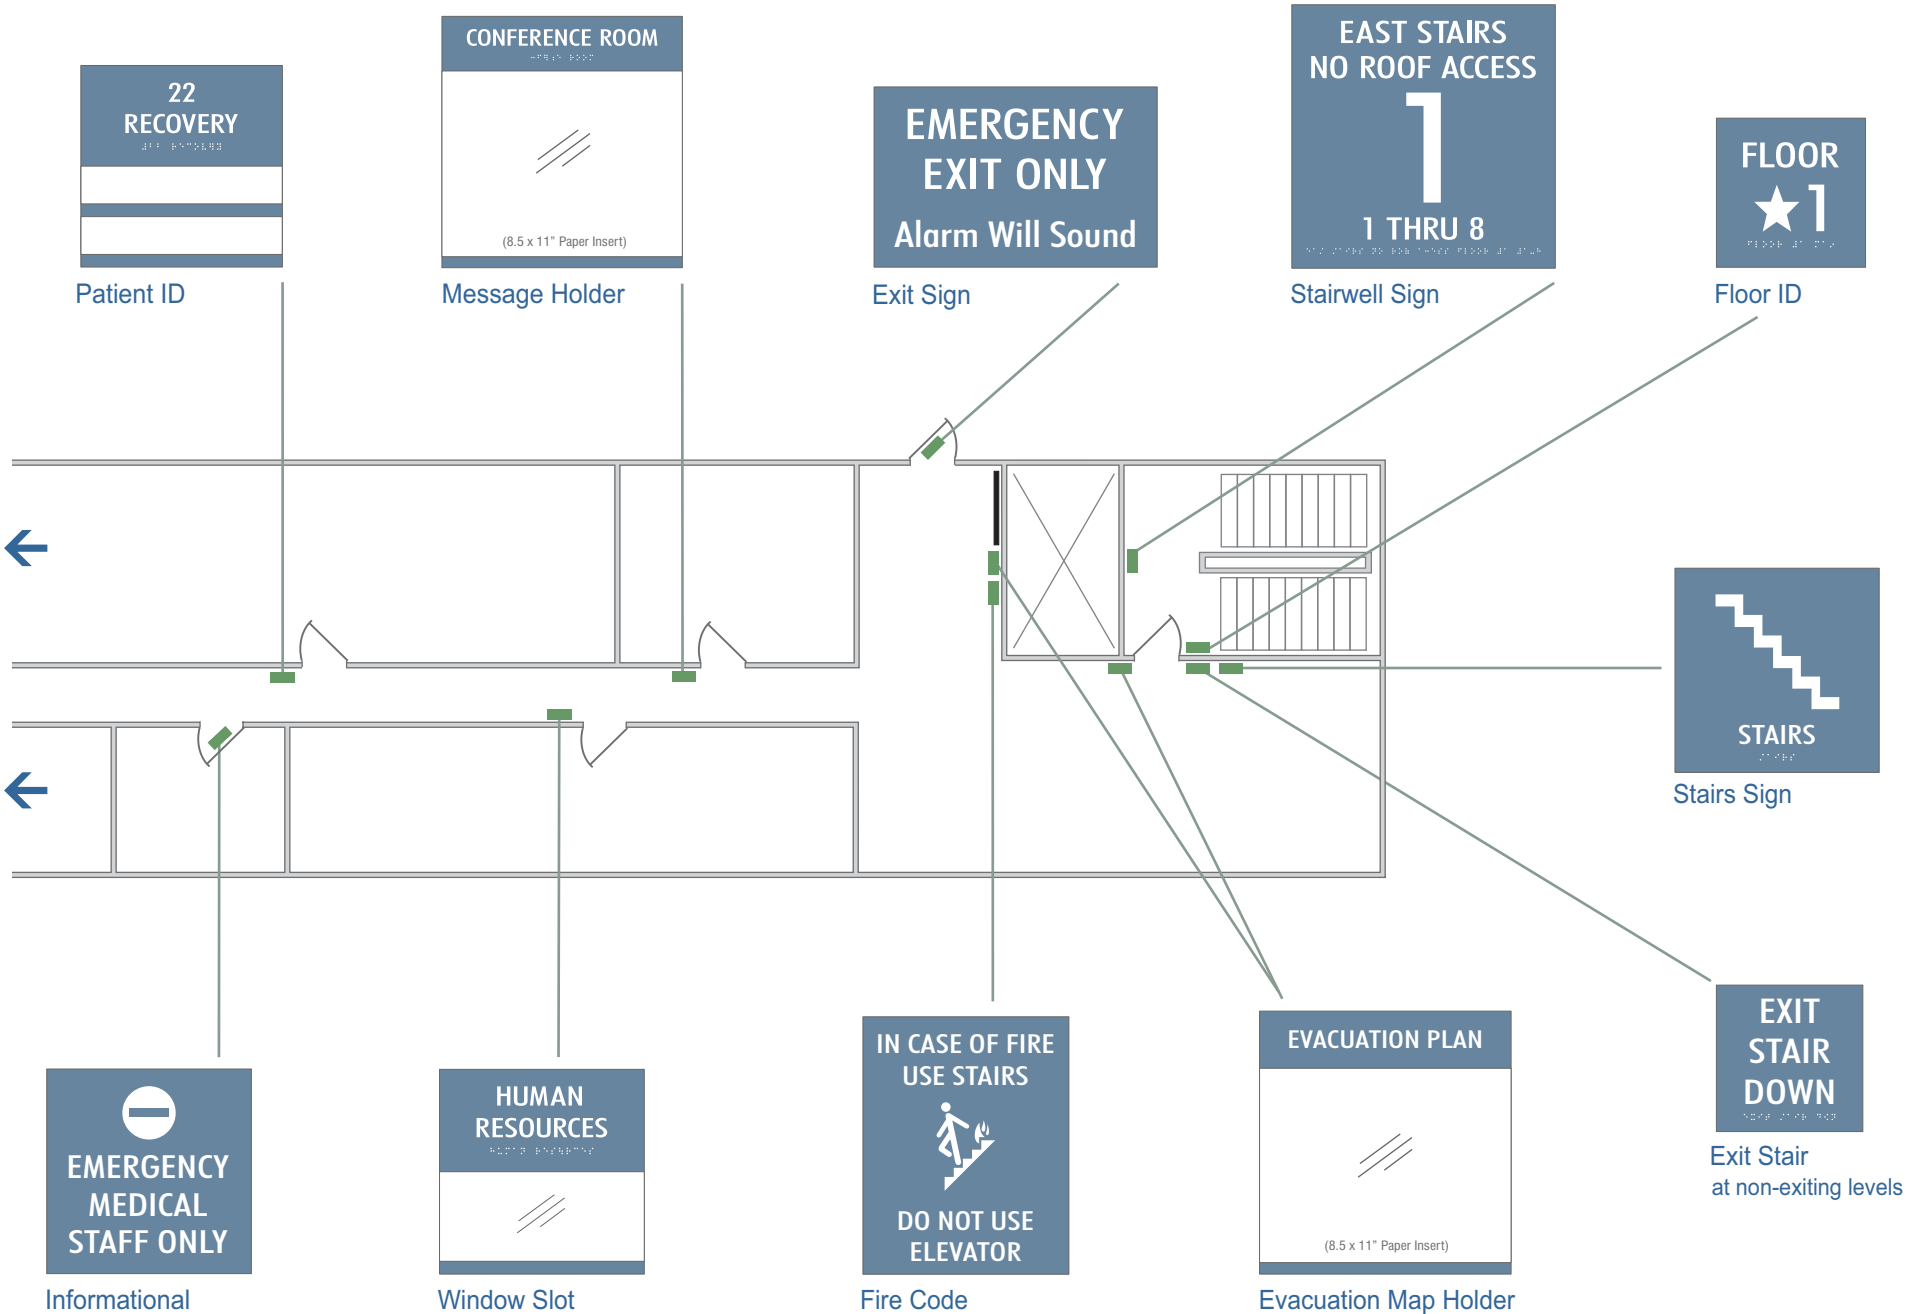 22
RECOVERY
Patient ID
CONFERENCE ROOM
(8.5 x 11" Paper Insert)
Message Holder
EMERGENCY
EXIT ONLY
Alarm Will Sound
Exit Sign
EAST STAIRS
NO ROOF ACCESS
1
1 THRU 8
Stairwell Sign
FLOOR
★1
Floor ID
STAIRS
Stairs Sign
EMERGENCY
MEDICAL
STAFF ONLY
Informational
HUMAN
RESOURCES
Window Slot
IN CASE OF FIRE
USE STAIRS
DO NOT USE
ELEVATOR
Fire Code
EVACUATION PLAN
(8.5 x 11" Paper Insert)
Evacuation Map Holder
EXIT
STAIR
DOWN
Exit Stair
at non-exiting levels